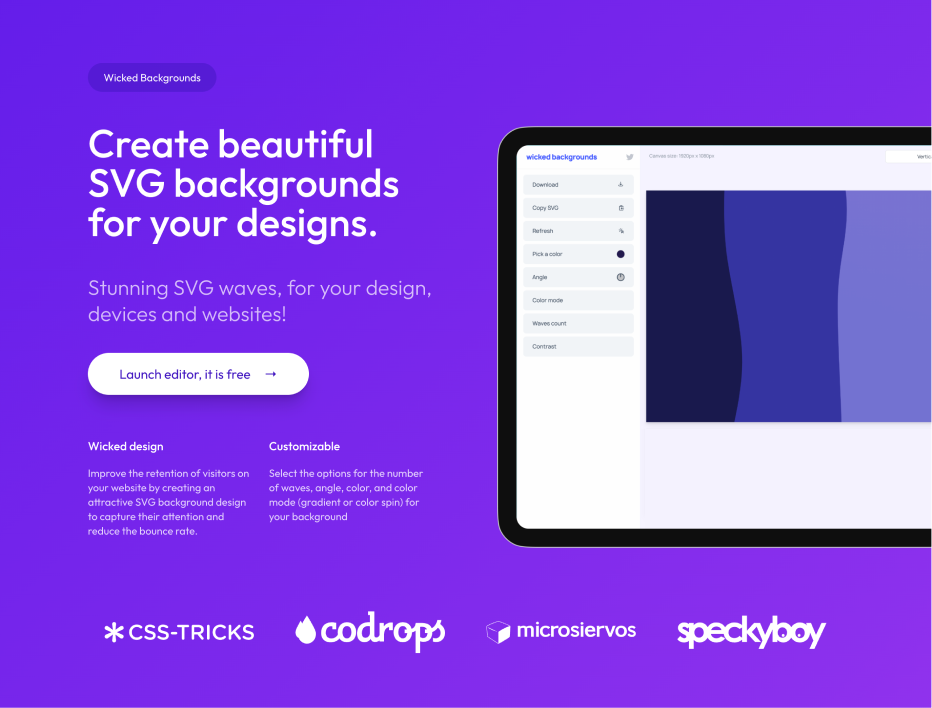 Wicked Backgrounds
Create beautiful
SVG backgrounds
for your designs.
Stunning SVG waves, for your design,
devices and websites!
Launch editor, it is free →
Wicked design
Improve the retention of visitors on
your website by creating an
attractive SVG background design
to capture their attention and
reduce the bounce rate.
Customizable
Select the options for the number
of waves, angle, color, and color
mode (gradient or color spin) for
your background
wicked backgrounds
Download
Copy SVG
Refresh
Pick a color
Angle
Color mode
Waves count
Contrast
Canvas size: 1920px x 1080px
CSS-TRICKS
codrops
microsiervos
speckyboy